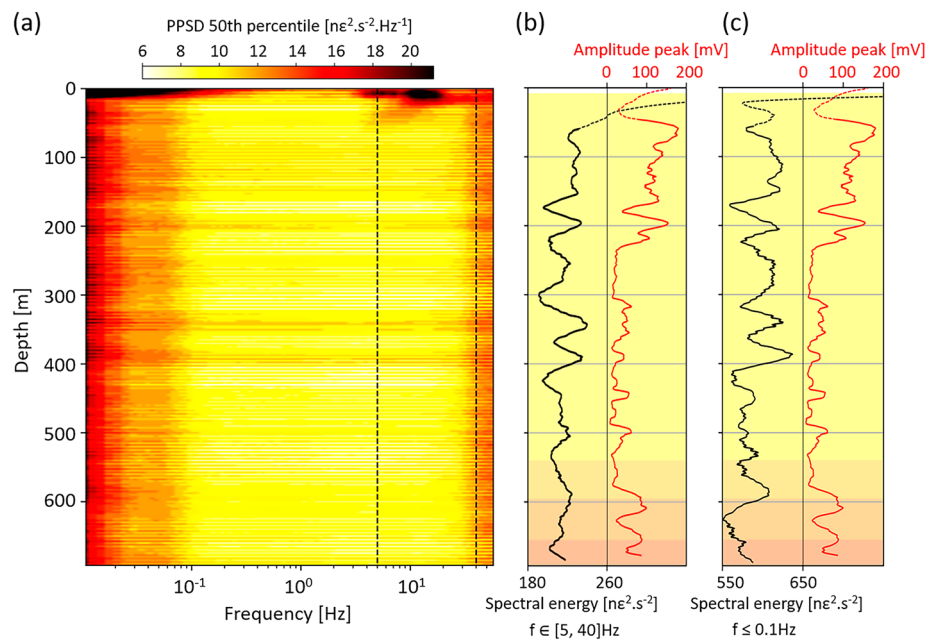 (a)
PPSD 50th percentile [nε².s⁻².Hz⁻¹]
6 8 10 12 14 16 18 20
0
100
200
300
400
500
600
Depth [m]
10⁻¹ 10⁰ 10¹
Frequency [Hz]
(b)
Amplitude peak [mV]
0 100 200
180 260
Spectral energy [nε².s⁻²]
f ∈ [5, 40]Hz
(c)
Amplitude peak [mV]
0 100 200
550 650
Spectral energy [nε².s⁻²]
f ≤ 0.1Hz